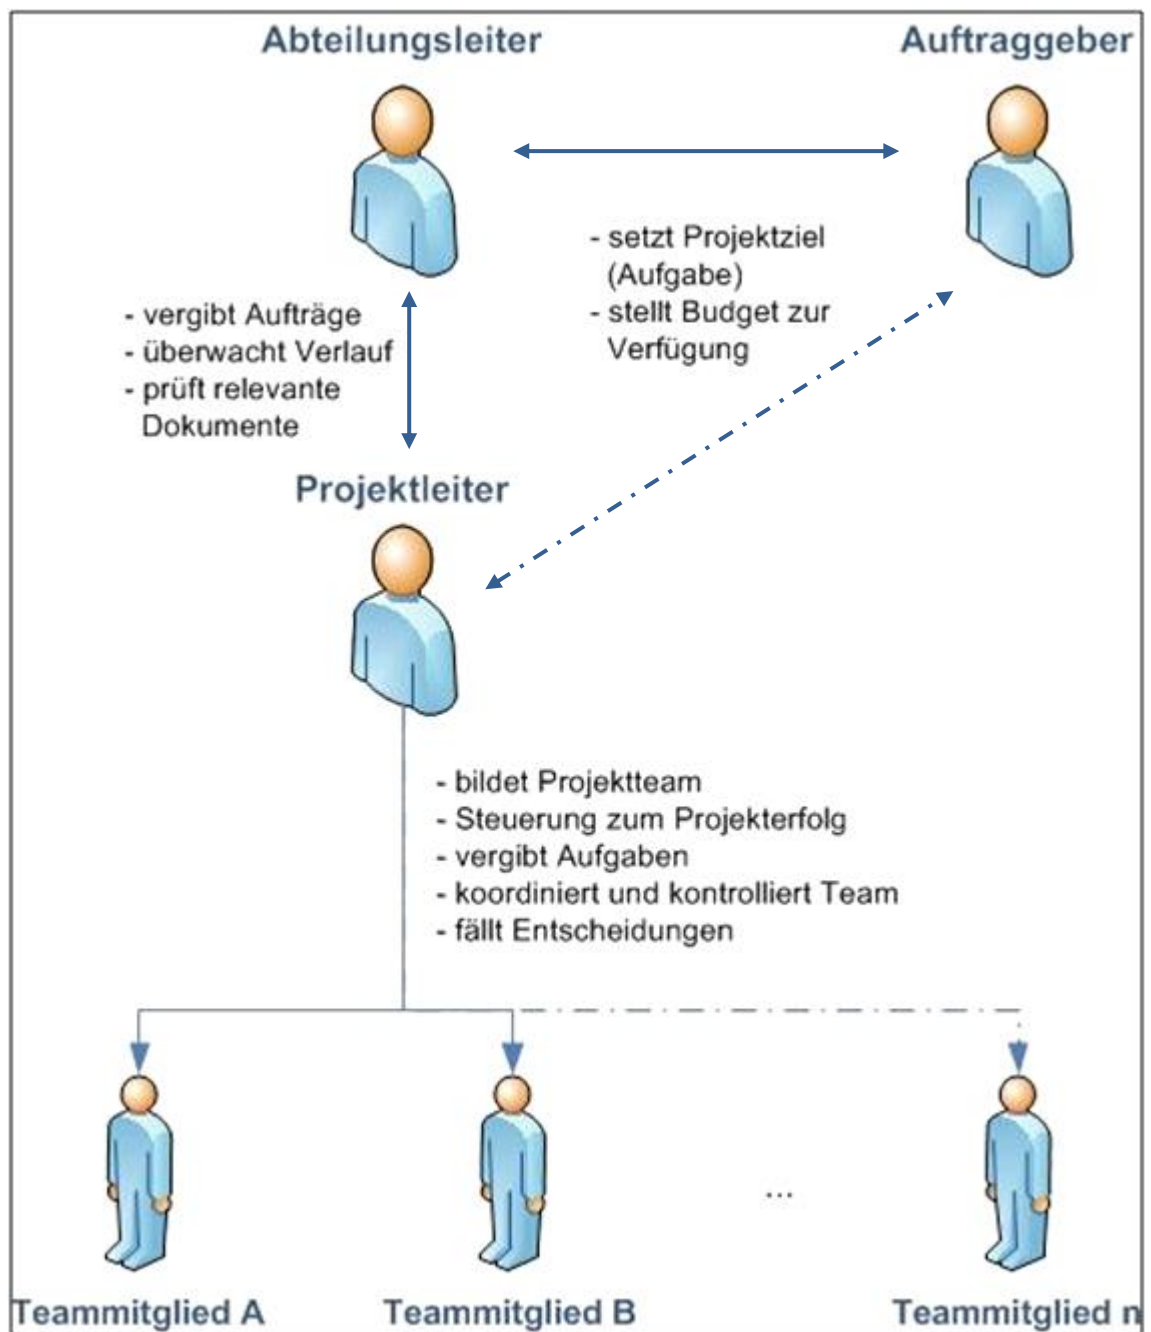 Abteilungsleiter
Auftraggeber
- setzt Projektziel
(Aufgabe)
- stellt Budget zur
Verfügung
- vergibt Aufträge
- überwacht Verlauf
- prüft relevante
Dokumente
Projektleiter
- bildet Projektteam
- Steuerung zum Projekterfolg
- vergibt Aufgaben
- koordiniert und kontrolliert Team
- fällt Entscheidungen
...
Teammitglied A
Teammitglied B
Teammitglied n